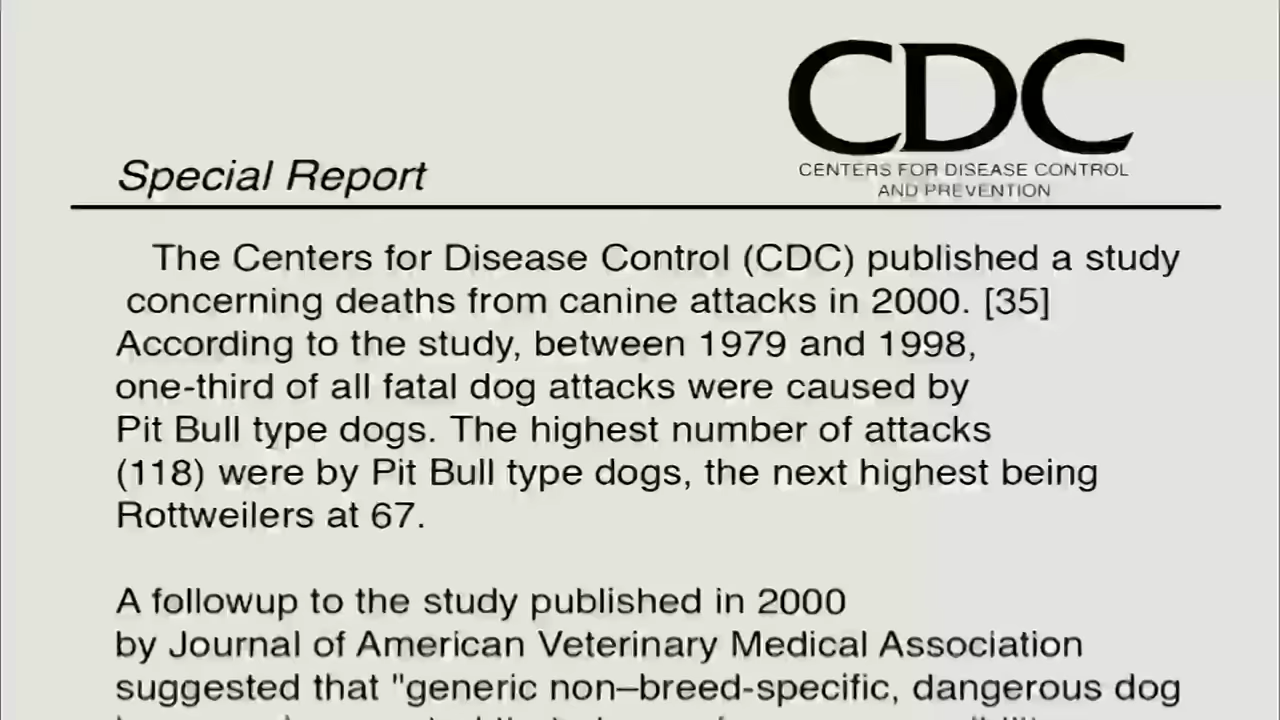 CDC
CENTERS FOR DISEASE CONTROL
AND PREVENTION
Special Report
The Centers for Disease Control (CDC) published a study
concerning deaths from canine attacks in 2000. [35]
According to the study, between 1979 and 1998,
one-third of all fatal dog attacks were caused by
Pit Bull type dogs. The highest number of attacks
(118) were by Pit Bull type dogs, the next highest being
Rottweilers at 67.
A followup to the study published in 2000
by Journal of American Veterinary Medical Association
suggested that "generic non–breed-specific, dangerous dog